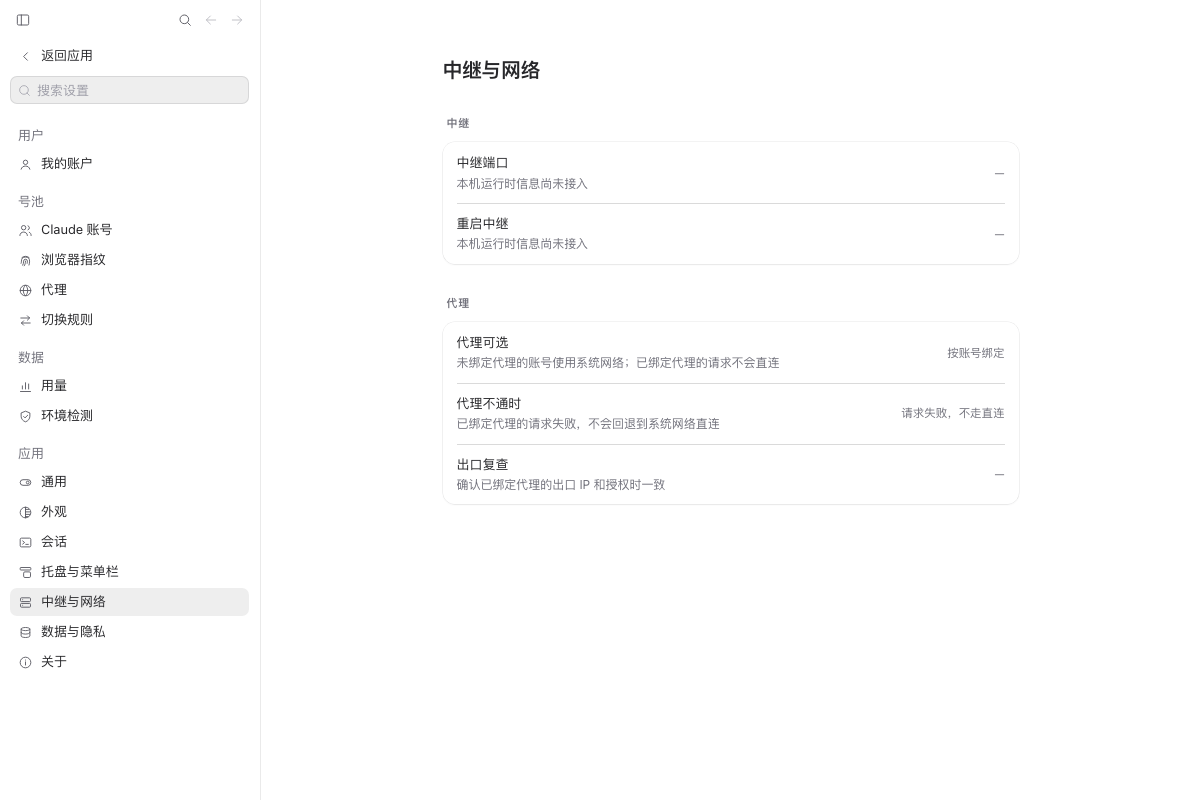 返回应用
搜索设置
用户
我的账户
号池
Claude 账号
浏览器指纹
代理
切换规则
数据
用量
环境检测
应用
通用
外观
会话
托盘与菜单栏
中继与网络
数据与隐私
关于
中继与网络
中继
中继端口
本机运行时信息尚未接入
—
重启中继
本机运行时信息尚未接入
—
代理
代理可选
未绑定代理的账号使用系统网络；已绑定代理的请求不会直连
按账号绑定
代理不通时
已绑定代理的请求失败，不会回退到系统网络直连
请求失败，不走直连
出口复查
确认已绑定代理的出口 IP 和授权时一致
—